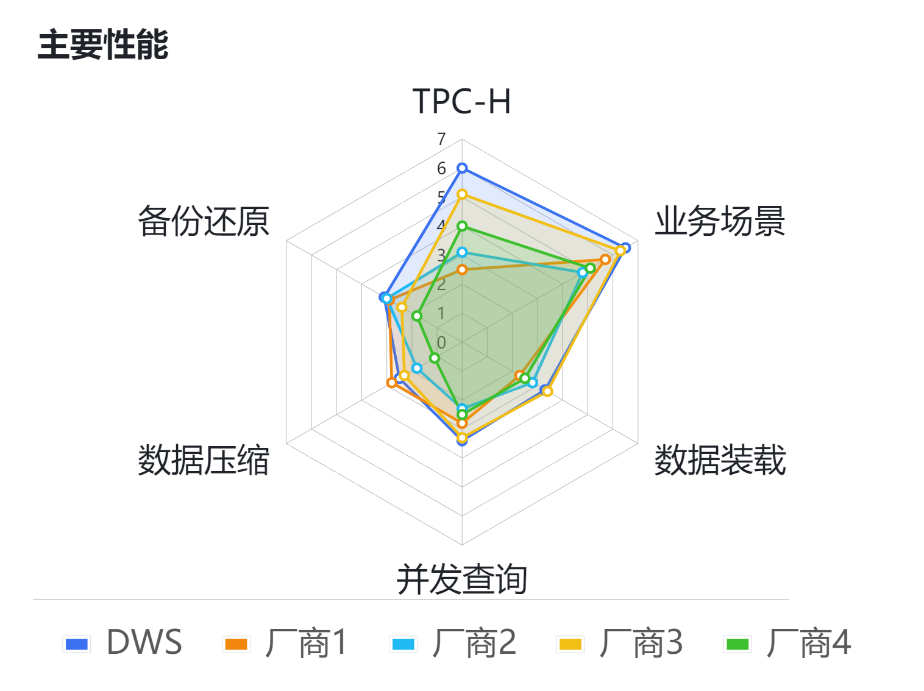 主要性能
TPC-H
7
6
5
4
3
2
1
0
备份还原
业务场景
数据压缩
数据装载
并发查询
DWS 厂商1 厂商2 厂商3 厂商4